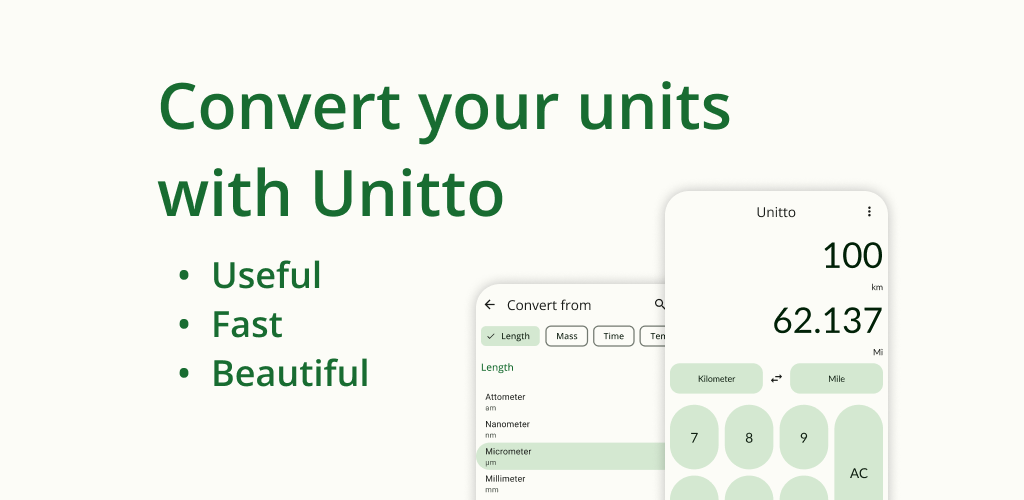 Convert your units
with Unitto
• Useful
• Fast
• Beautiful
Convert from
Length Mass Time
Length
Attometer
am
Nanometer
nm
Micrometer
µm
Millimeter
mm
Unitto
100
km
62.137
Mi
Kilometer Mile
7 8 9
AC